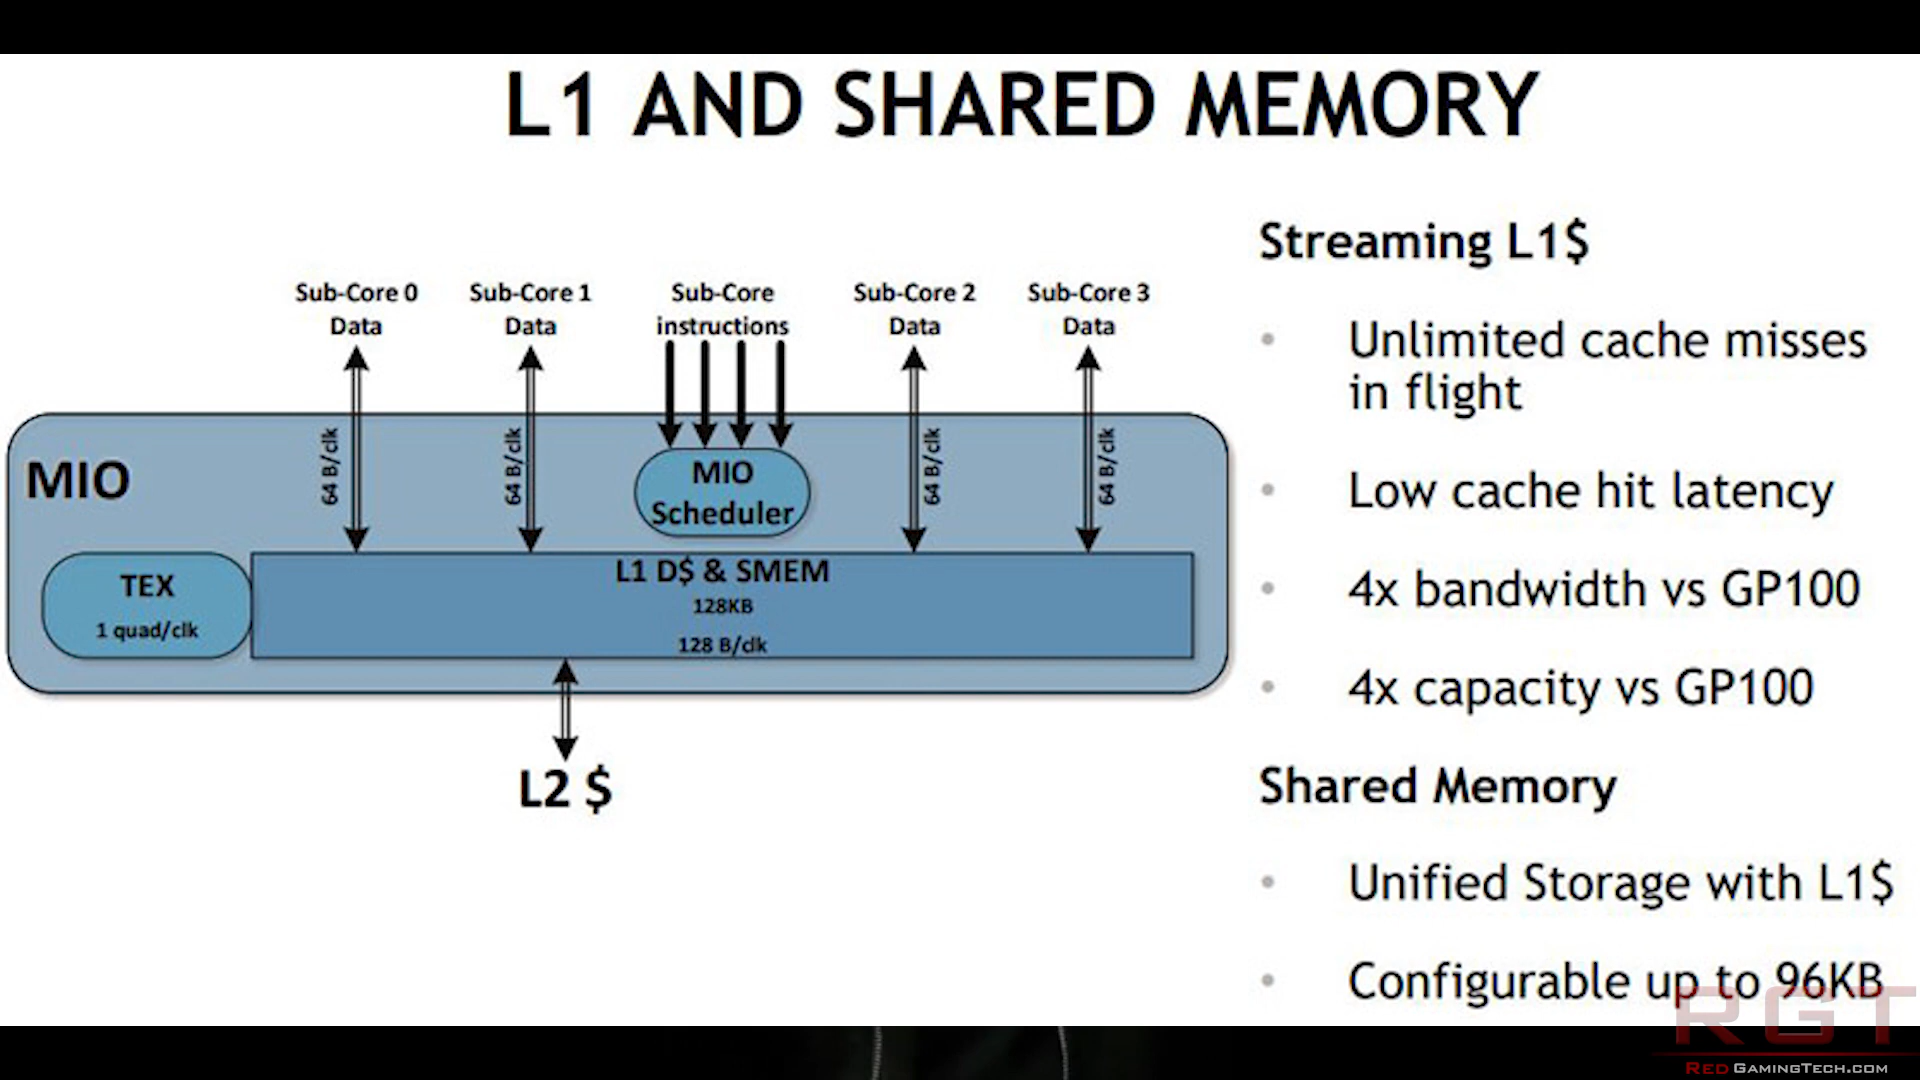 L1 AND SHARED MEMORY
Sub-Core 0
Data
Sub-Core 1
Data
Sub-Core
instructions
Sub-Core 2
Data
Sub-Core 3
Data
64 B/clk
64 B/clk
64 B/clk
64 B/clk
MIO
MIO
Scheduler
TEX
1 quad/clk
L1 D$ & SMEM
128KB
128 B/clk
L2 $
Streaming L1$
• Unlimited cache misses
in flight
• Low cache hit latency
• 4x bandwidth vs GP100
• 4x capacity vs GP100
Shared Memory
• Unified Storage with L1$
• Configurable up to 96KB
RGT
RedGamingTech.com